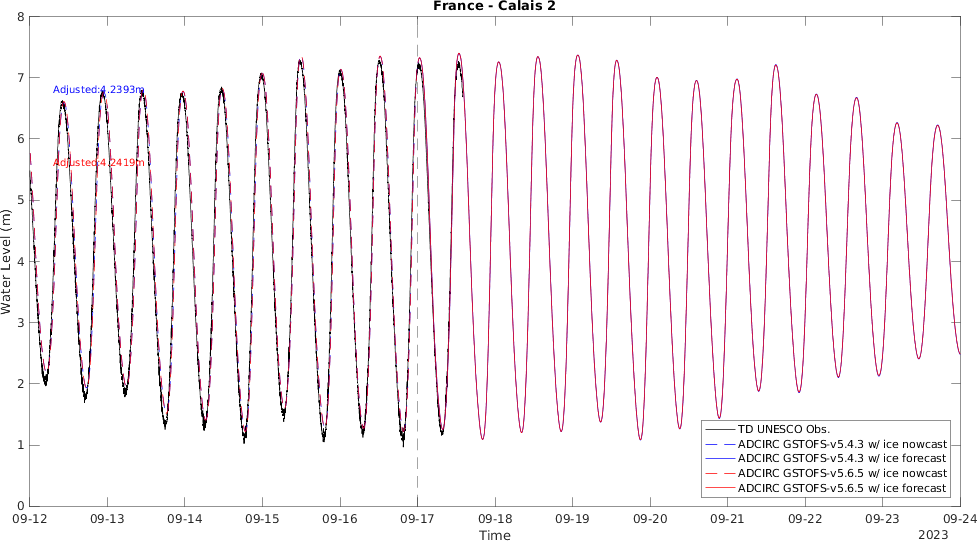 France - Calais 2
8
7
6
5
4
3
2
1
0
Water Level (m)
Adjusted:4.2393m
Adjusted:4.2419m
TD UNESCO Obs.
ADCIRC GSTOFS-v5.4.3 w/ ice nowcast
ADCIRC GSTOFS-v5.4.3 w/ ice forecast
ADCIRC GSTOFS-v5.6.5 w/ ice nowcast
ADCIRC GSTOFS-v5.6.5 w/ ice forecast
09-12 09-13 09-14 09-15 09-16 09-17 09-18 09-19 09-20 09-21 09-22 09-23 09-24
Time
2023